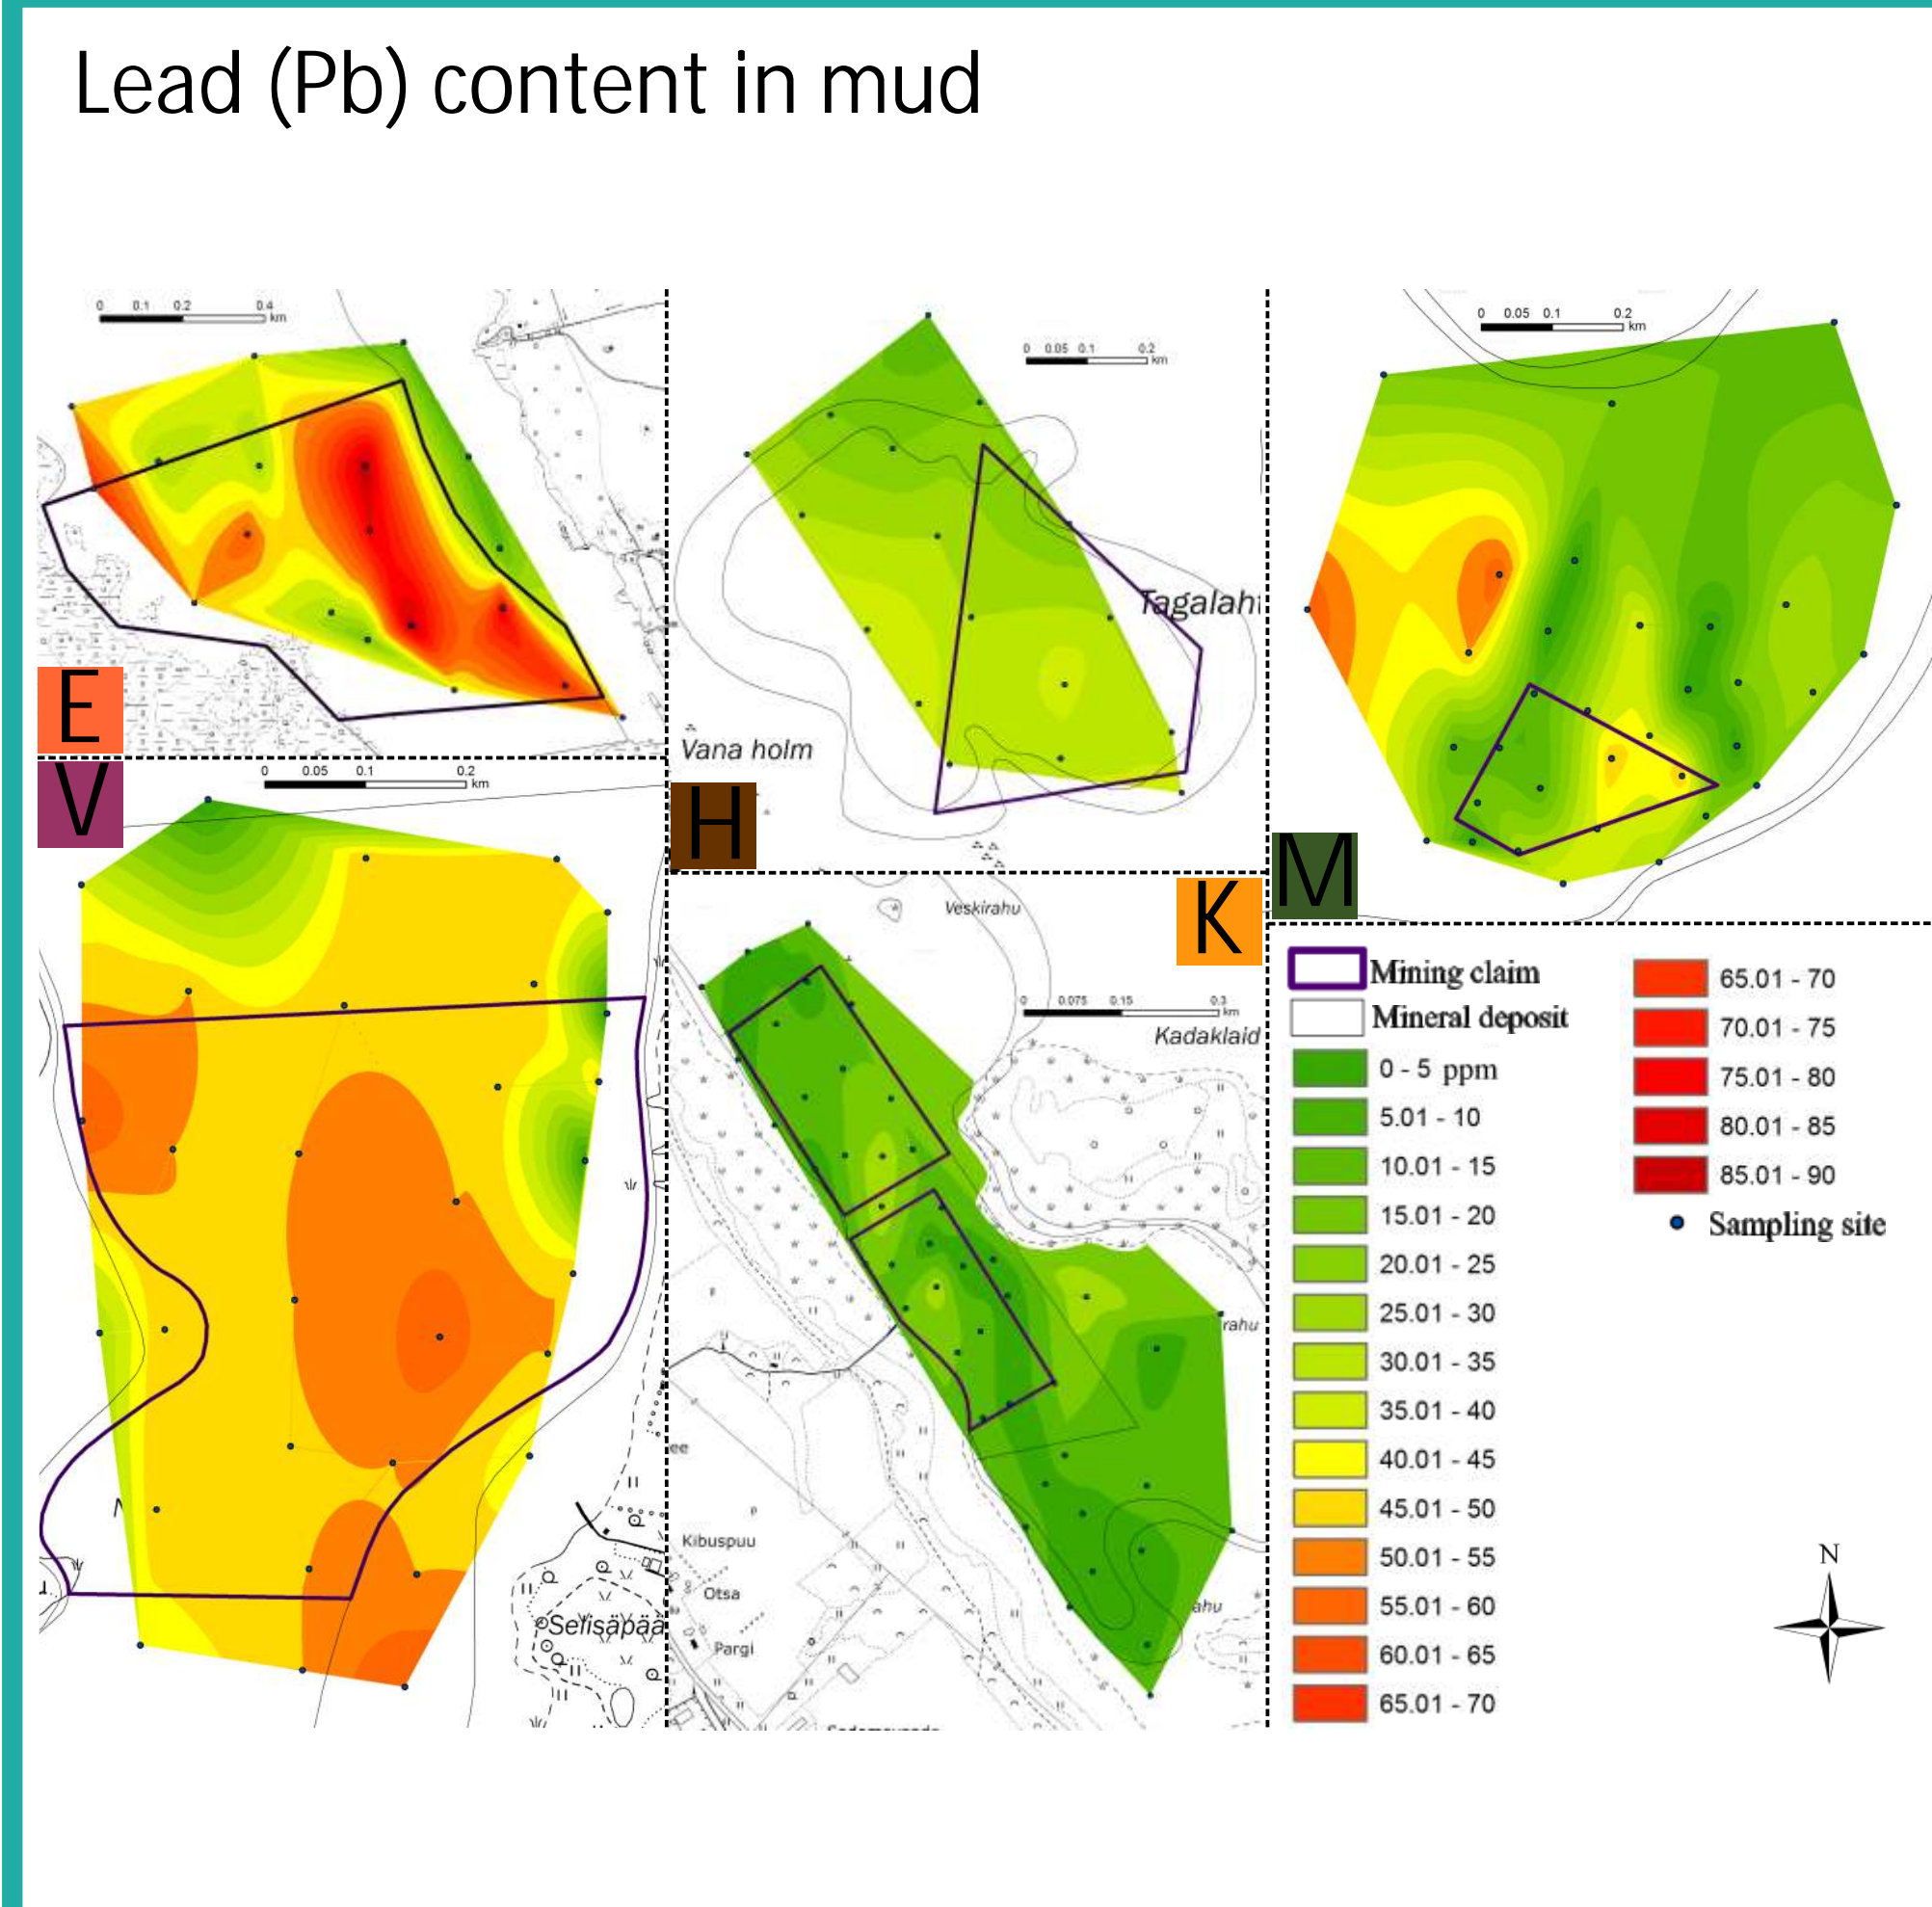 Lead (Pb) content in mud
0 0.1 0.2 0.4
km
E
0 0.05 0.1 0.2
km
Tagalaht
Vana holm
H
0 0.05 0.1 0.2
km
M
V
0 0.05 0.1 0.2
km
Selisäpää
Veskirahu
K
0 0.075 0.15 0.3
km
Kadaklaid
rahu
ee
Kibuspuu
Otsa
Pargi
ahu
Mining claim
Mineral deposit
0 - 5 ppm
5.01 - 10
10.01 - 15
15.01 - 20
20.01 - 25
25.01 - 30
30.01 - 35
35.01 - 40
40.01 - 45
45.01 - 50
50.01 - 55
55.01 - 60
60.01 - 65
65.01 - 70
65.01 - 70
70.01 - 75
75.01 - 80
80.01 - 85
85.01 - 90
Sampling site
N